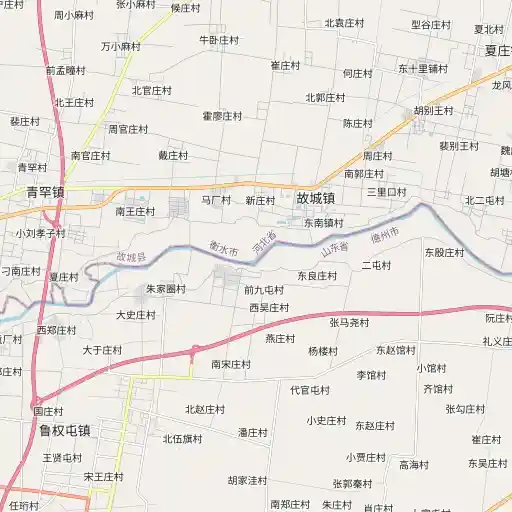 张小麻村
候庄村
周小麻村
北袁庄村
型谷庄村
夏北村
万小麻村
牛卧庄村
前孟瞳村
崔庄村
何庄村
东十里铺村
北官庄村
北王庄村
北郭庄村
胡别王村
裴庄村
周官庄村
霍廖庄村
陈庄村
南官庄村
戴庄村
周庄村
裴别王村
青罕村
南郭庄村
青罕镇
三里口村
马厂村
新庄村
故城镇
北二屯村
南王庄村
东南镇村
小刘孝子村
衡水市
河北省
山东省
德州市
故城县
东殷庄村
刁南庄村
夏庄村
东良庄村
二屯村
朱家圈村
前九屯村
西吴庄村
大史庄村
张马尧村
阮庄村
西郑庄村
燕庄村
礼义庄
大于庄村
杨楼村
东赵馆村
南宋庄村
李馆村
小馆村
代官屯村
齐馆村
国庄村
北赵庄村
张勾庄村
小史庄村
东赵庄村
鲁权屯镇
北伍旗村
潘庄村
崔庄村
王贤屯村
小贾庄村
高海村
东吴庄村
宋王庄村
胡家洼村
张郭秦村
任珩村
南郑庄村
朱庄村
肖庄村